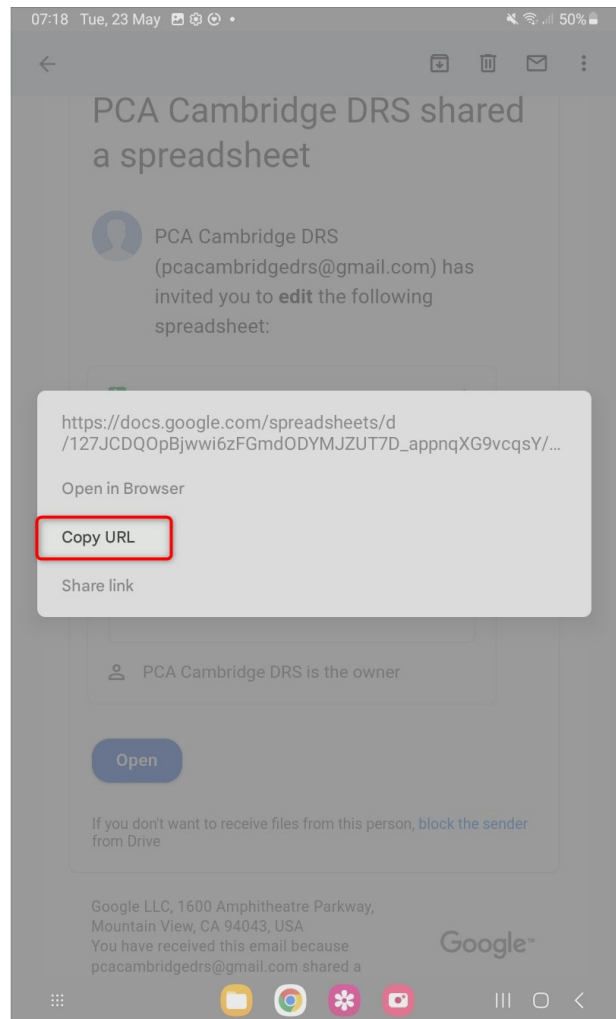 07:18 Tue, 23 May
50%
PCA Cambridge DRS shared
a spreadsheet
PCA Cambridge DRS
(pcacambridgedrs@gmail.com) has
invited you to edit the following
spreadsheet:
https://docs.google.com/spreadsheets/d
/127JCDQOpBjwwi6zFGmdODYMJZUT7D_appnqXG9vcqsY/...
Open in Browser
Copy URL
Share link
PCA Cambridge DRS is the owner
Open
If you don't want to receive files from this person, block the sender
from Drive
Google LLC, 1600 Amphitheatre Parkway,
Mountain View, CA 94043, USA
You have received this email because
pcacambridgedrs@gmail.com shared a
Google